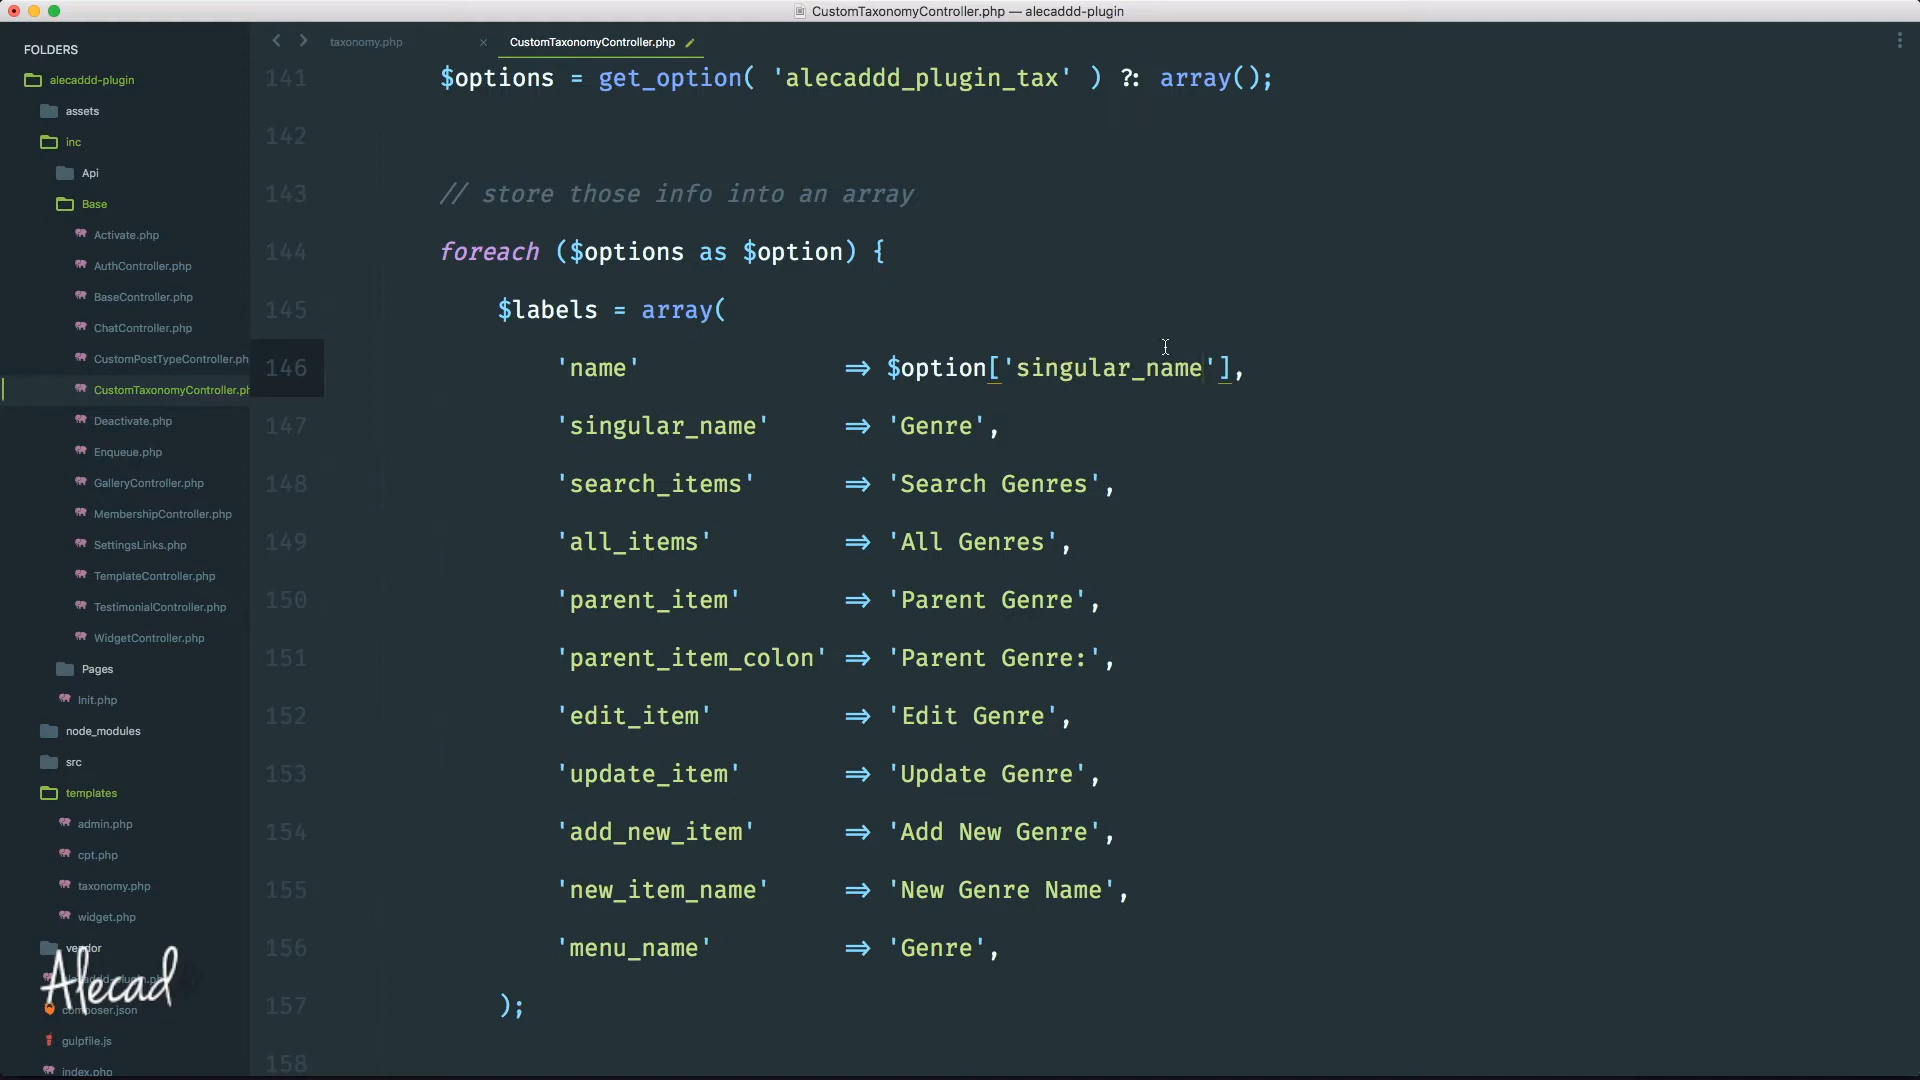 CustomTaxonomyController.php — alecaddd-plugin
FOLDERS
alecaddd-plugin
assets
inc
Api
Base
Activate.php
AuthController.php
BaseController.php
ChatController.php
CustomPostTypeController.ph
CustomTaxonomyController.ph
Deactivate.php
Enqueue.php
GalleryController.php
MembershipController.php
SettingsLinks.php
TemplateController.php
TestimonialController.php
WidgetController.php
Pages
Init.php
node_modules
src
templates
admin.php
cpt.php
taxonomy.php
widget.php
vendor
alecaddd-plugin.php
composer.json
gulpfile.js
index.php
Alecad
taxonomy.php
CustomTaxonomyController.php
141 $options = get_option( 'alecaddd_plugin_tax' ) ?: array();
142
143 // store those info into an array
144 foreach ($options as $option) {
145 $labels = array(
146 'name' => $option['singular_name'],
147 'singular_name' => 'Genre',
148 'search_items' => 'Search Genres',
149 'all_items' => 'All Genres',
150 'parent_item' => 'Parent Genre',
151 'parent_item_colon' => 'Parent Genre:',
152 'edit_item' => 'Edit Genre',
153 'update_item' => 'Update Genre',
154 'add_new_item' => 'Add New Genre',
155 'new_item_name' => 'New Genre Name',
156 'menu_name' => 'Genre',
157 );
158